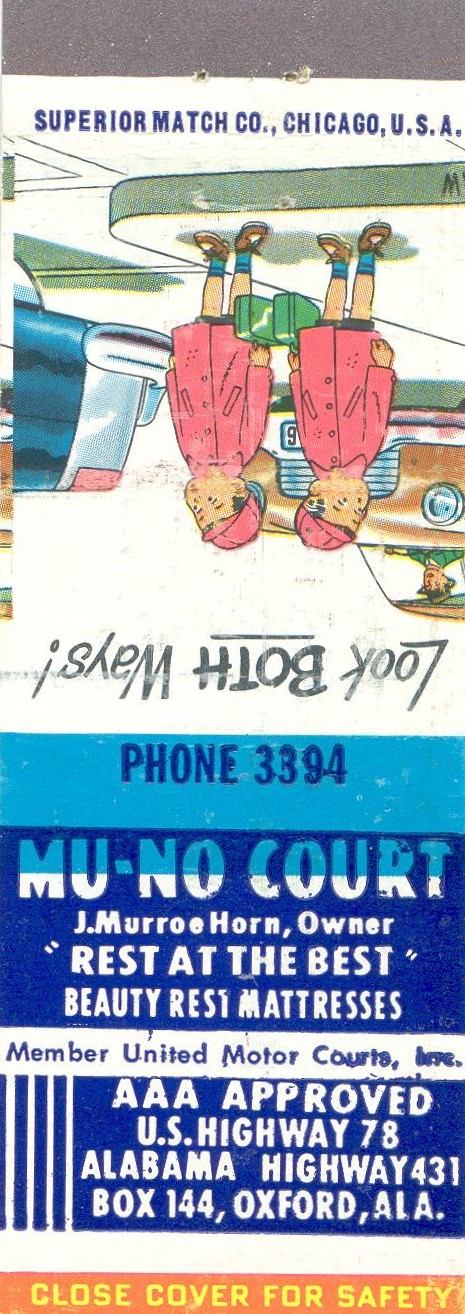 SUPERIOR MATCH CO., CHICAGO, U.S.A.
Look BOTH Ways!
PHONE 3394
MU-NO COURT
J. Murroe Horn, Owner
"REST AT THE BEST"
BEAUTY REST MATTRESSES
Member United Motor Courts, Inc.
AAA APPROVED
U.S. HIGHWAY 78
ALABAMA HIGHWAY 431
BOX 144, OXFORD, ALA.
CLOSE COVER FOR SAFETY